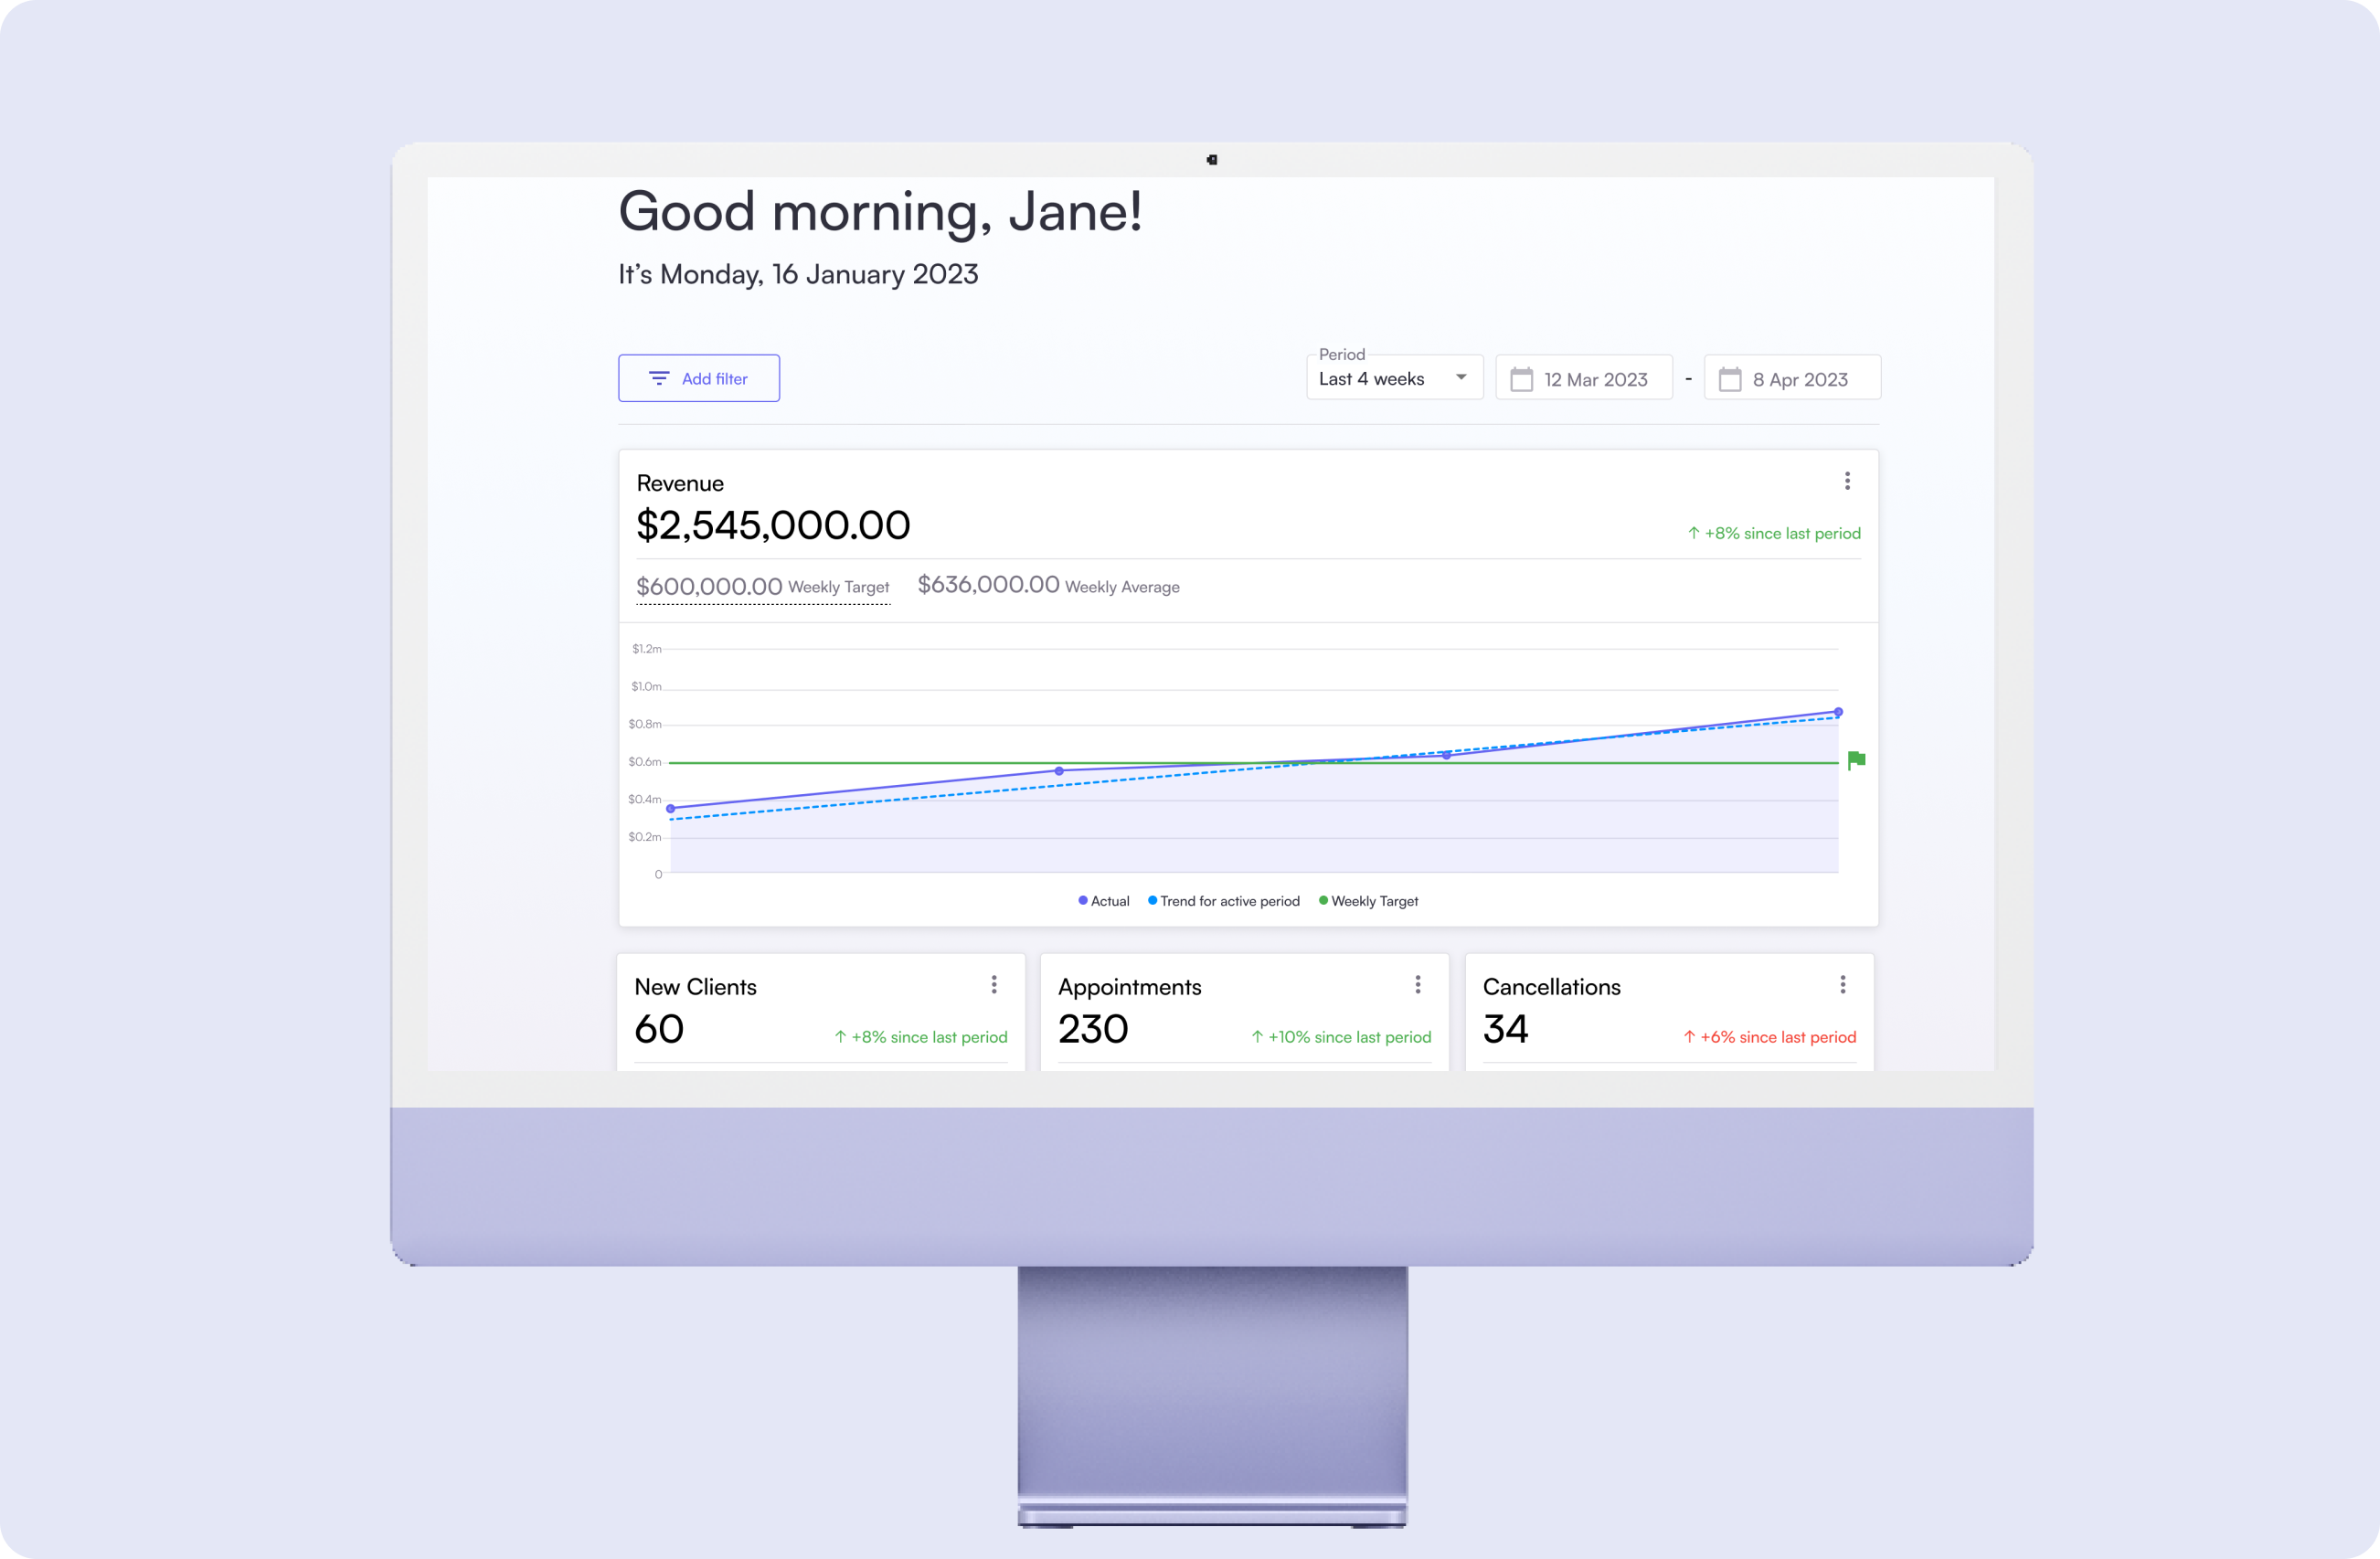 Good morning, Jane!
It’s Monday, 16 January 2023
Add filter
Period
Last 4 weeks
12 Mar 2023 - 8 Apr 2023
Revenue
$2,545,000.00
↑ +8% since last period
$600,000.00 Weekly Target
$636,000.00 Weekly Average
$1.2m
$1.0m
$0.8m
$0.6m
$0.4m
$0.2m
0
Actual
Trend for active period
Weekly Target
New Clients
60
↑ +8% since last period
Appointments
230
↑ +10% since last period
Cancellations
34
↑ +6% since last period